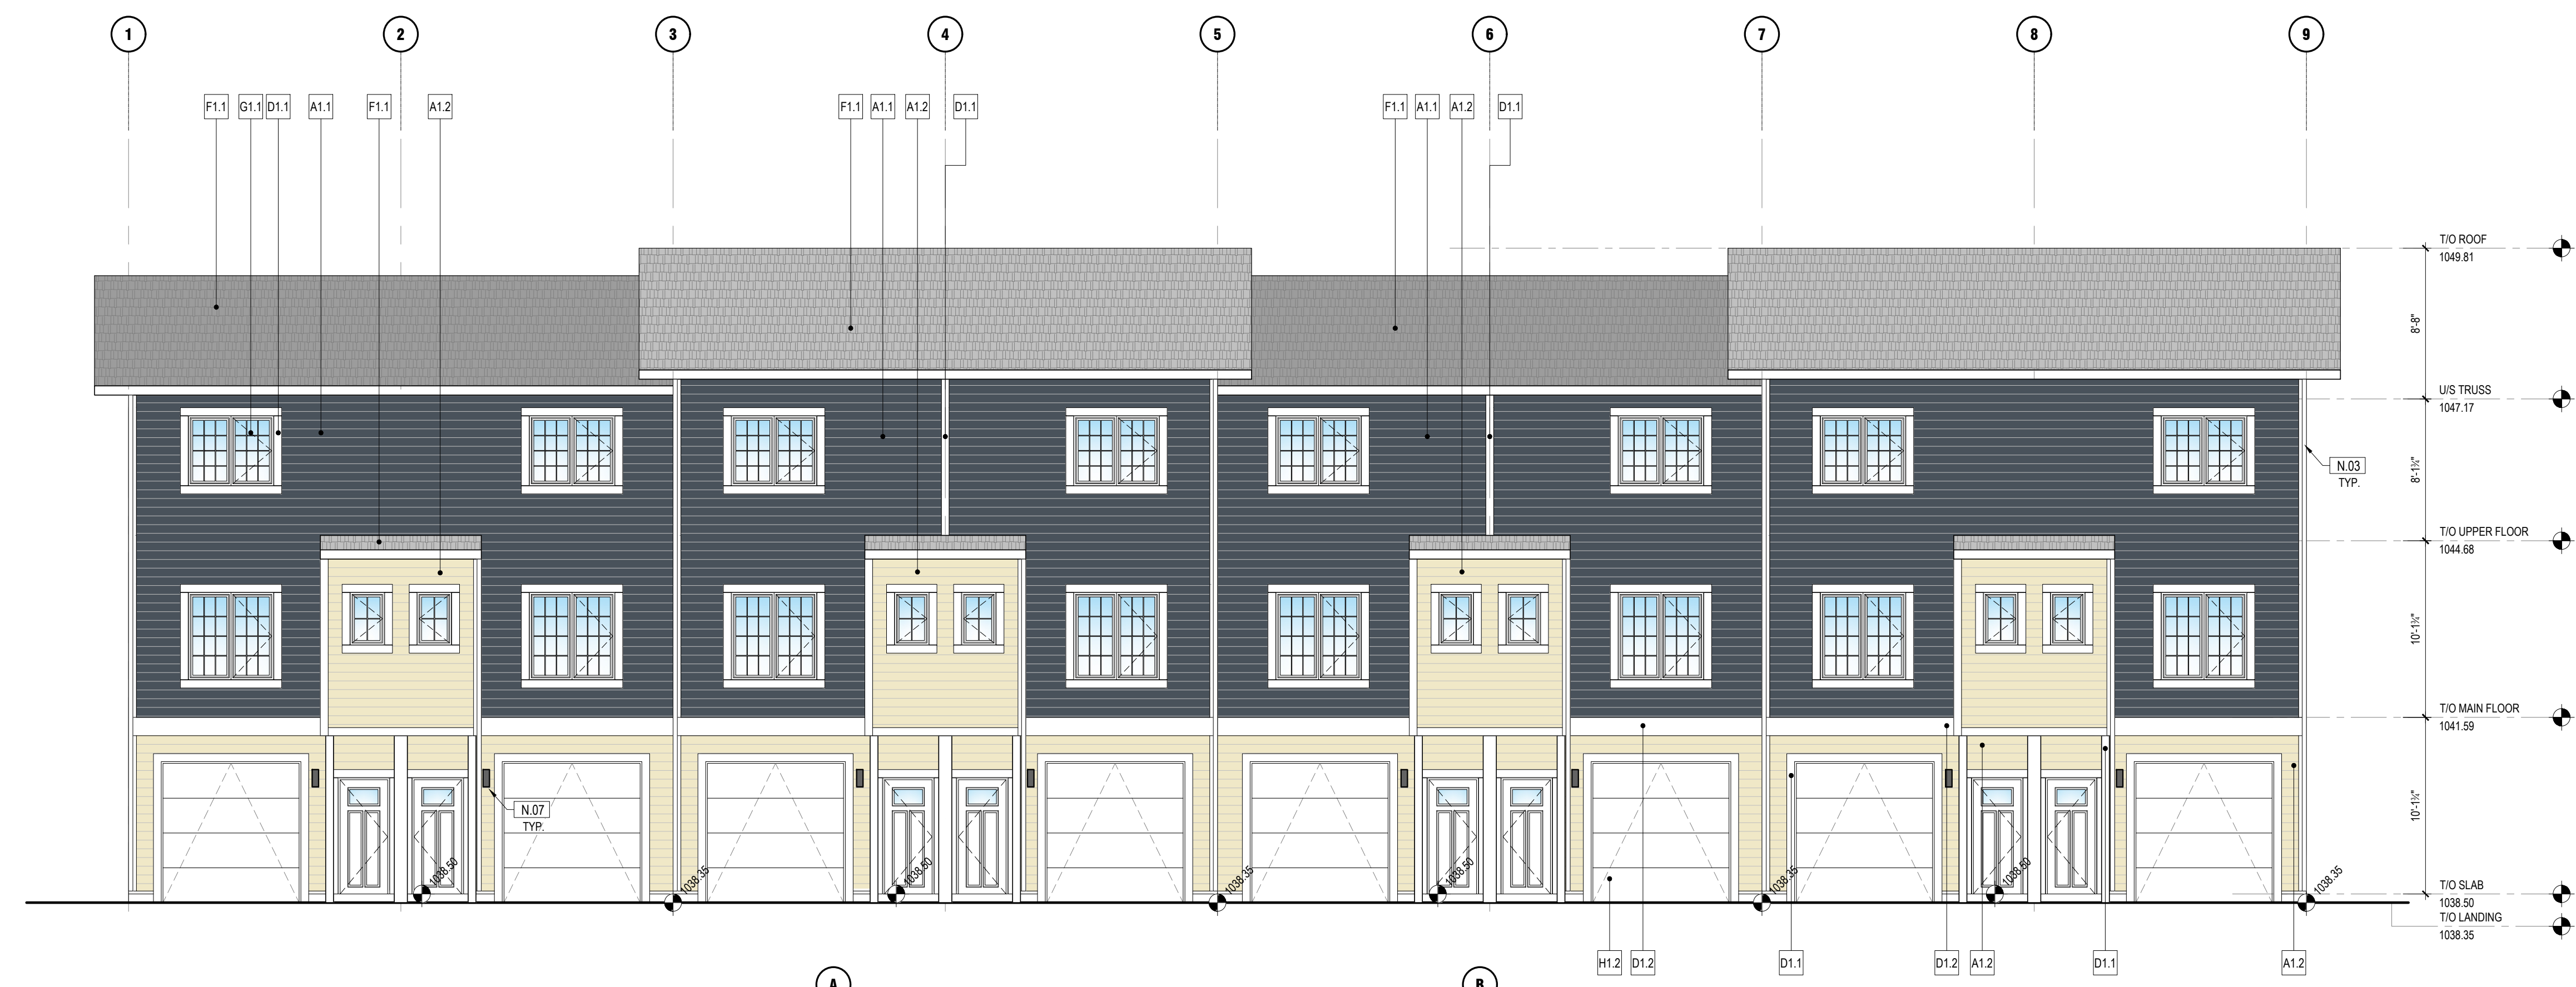 1 2 3 4 5 6 7 8 9
F1.1 G1.1 D1.1 A1.1 F1.1 A1.2 F1.1 A1.1 A1.2 D1.1 F1.1 A1.1 A1.2 D1.1
T/O ROOF
1049.81
8'-8"
U/S TRUSS
1047.17
N.03
TYP.
8'-1¾"
T/O UPPER FLOOR
1044.68
10'-1¾"
T/O MAIN FLOOR
1041.59
N.07
TYP.
10'-1¾"
1038.50 1038.35 1038.50 1038.35 1038.50 1038.35 1038.50 1038.35
T/O SLAB
1038.50
T/O LANDING
1038.35
H1.2 D1.2 D1.1 D1.2 A1.2 D1.1 A1.2
A B